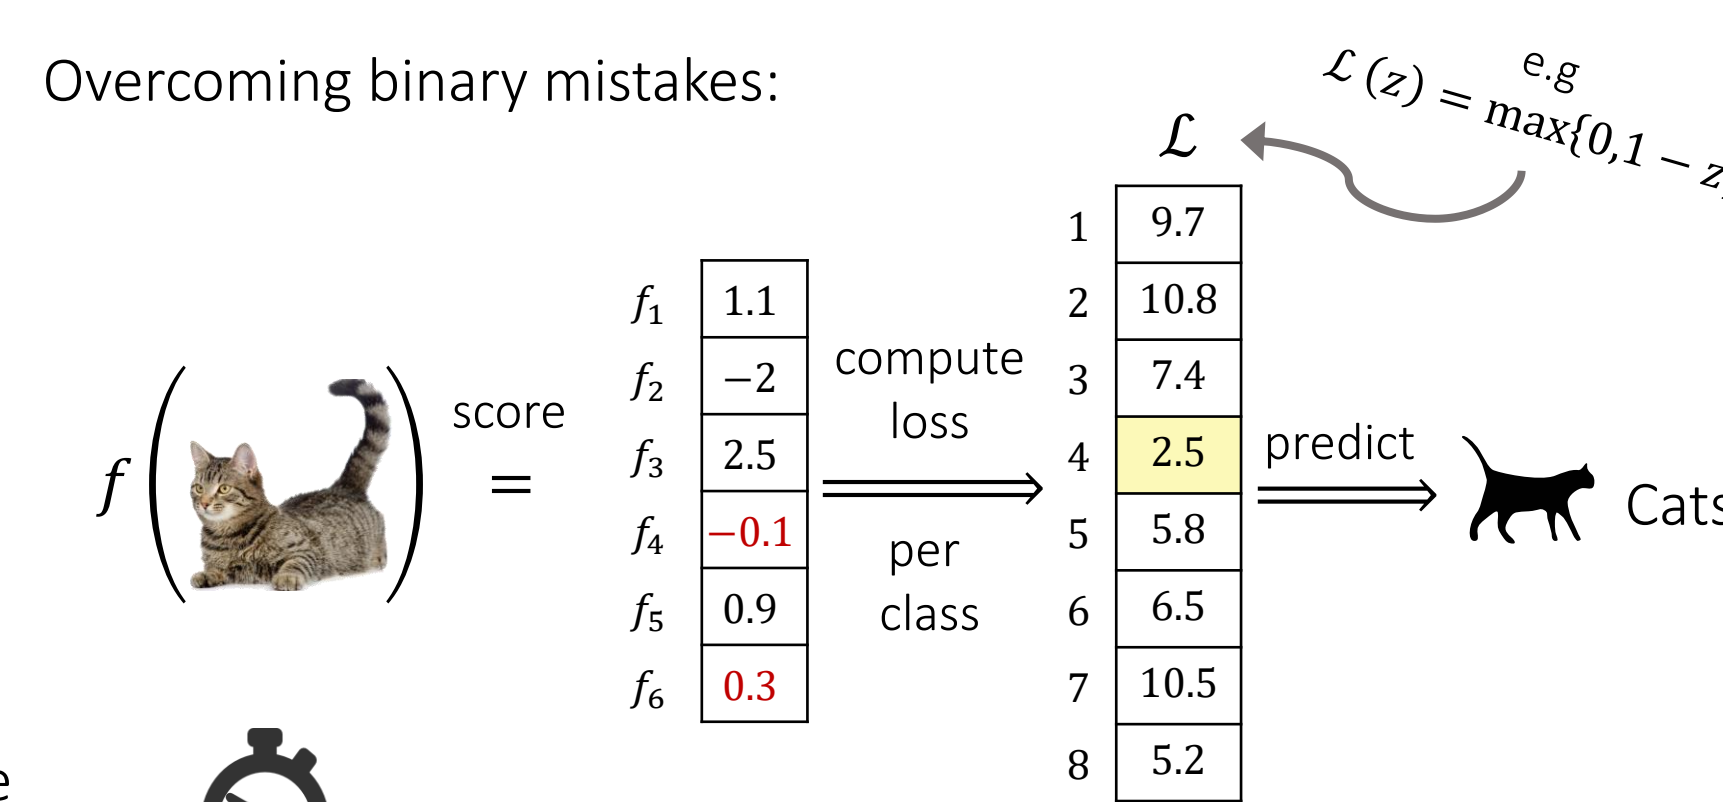 Overcoming binary mistakes:
e.g
ℒ (z) = max{0,1 − z
ℒ
1 9.7
2 10.8
3 7.4
4 2.5
5 5.8
6 6.5
7 10.5
8 5.2
f₁ 1.1
f₂ −2
f₃ 2.5
f₄ −0.1
f₅ 0.9
f₆ 0.3
f(
)
score
=
compute
loss
per
class
predict
Cats
e